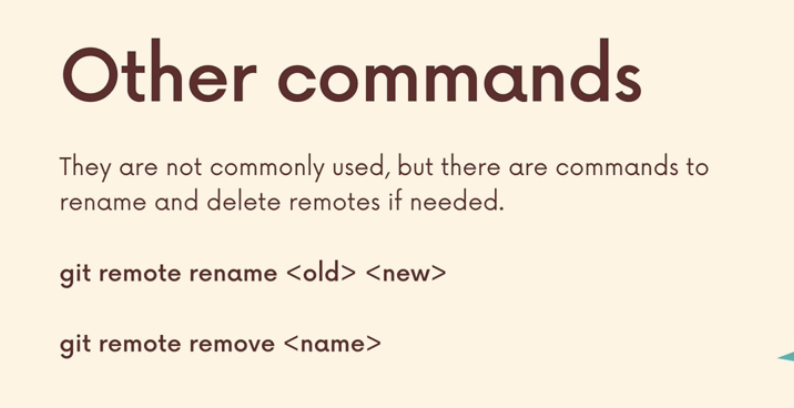 Other commands
They are not commonly used, but there are commands to
rename and delete remotes if needed.
git remote rename <old> <new>
git remote remove <name>